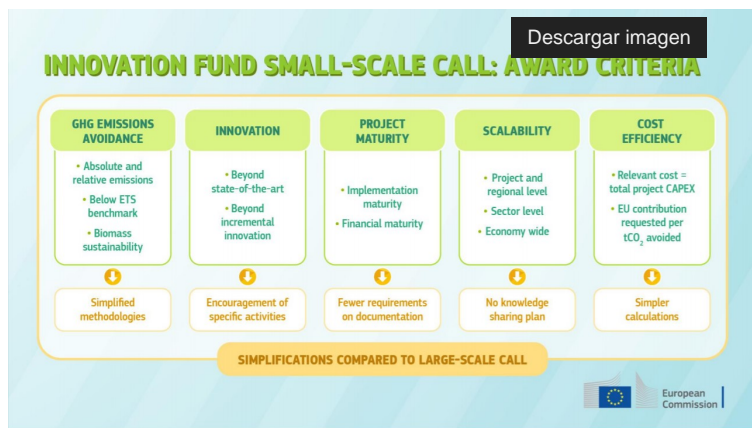 Descargar imagen
INNOVATION FUND SMALL-SCALE CALL: AWARD CRITERIA
GHG EMISSIONS
AVOIDANCE
• Absolute and
relative emissions
• Below ETS
benchmark
• Biomass
sustainability
Simplified
methodologies
INNOVATION
• Beyond
state-of-the-art
• Beyond
incremental
innovation
Encouragement of
specific activities
PROJECT
MATURITY
• Implementation
maturity
• Financial maturity
Fewer requirements
on documentation
SCALABILITY
• Project and
regional level
• Sector level
• Economy wide
No knowledge
sharing plan
COST
EFFICIENCY
• Relevant cost =
total project CAPEX
• EU contribution
requested per
tCO₂ avoided
Simpler
calculations
SIMPLIFICATIONS COMPARED TO LARGE-SCALE CALL
European
Commission